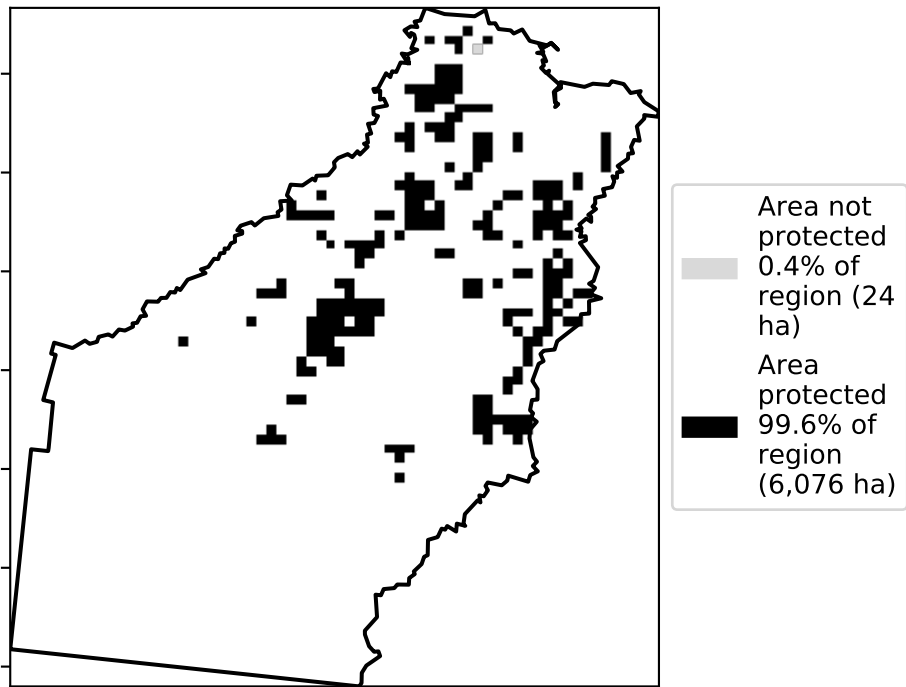 Area not
protected
0.4% of
region (24
ha)
Area
protected
99.6% of
region
(6,076 ha)